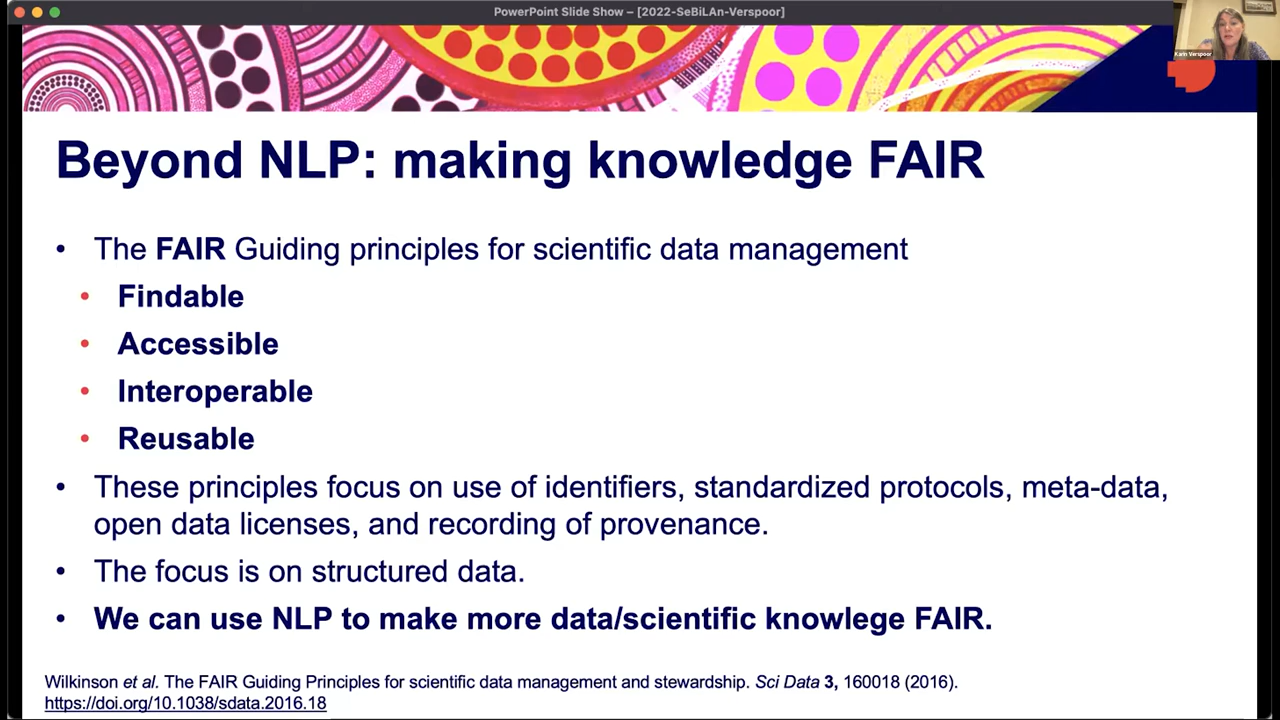 PowerPoint Slide Show – [2022-SeBiLAn-Verspoor]
Karin Verspoor
Beyond NLP: making knowledge FAIR
• The FAIR Guiding principles for scientific data management
• Findable
• Accessible
• Interoperable
• Reusable
• These principles focus on use of identifiers, standardized protocols, meta-data,
open data licenses, and recording of provenance.
• The focus is on structured data.
• We can use NLP to make more data/scientific knowlege FAIR.
Wilkinson et al. The FAIR Guiding Principles for scientific data management and stewardship. Sci Data 3, 160018 (2016).
https://doi.org/10.1038/sdata.2016.18